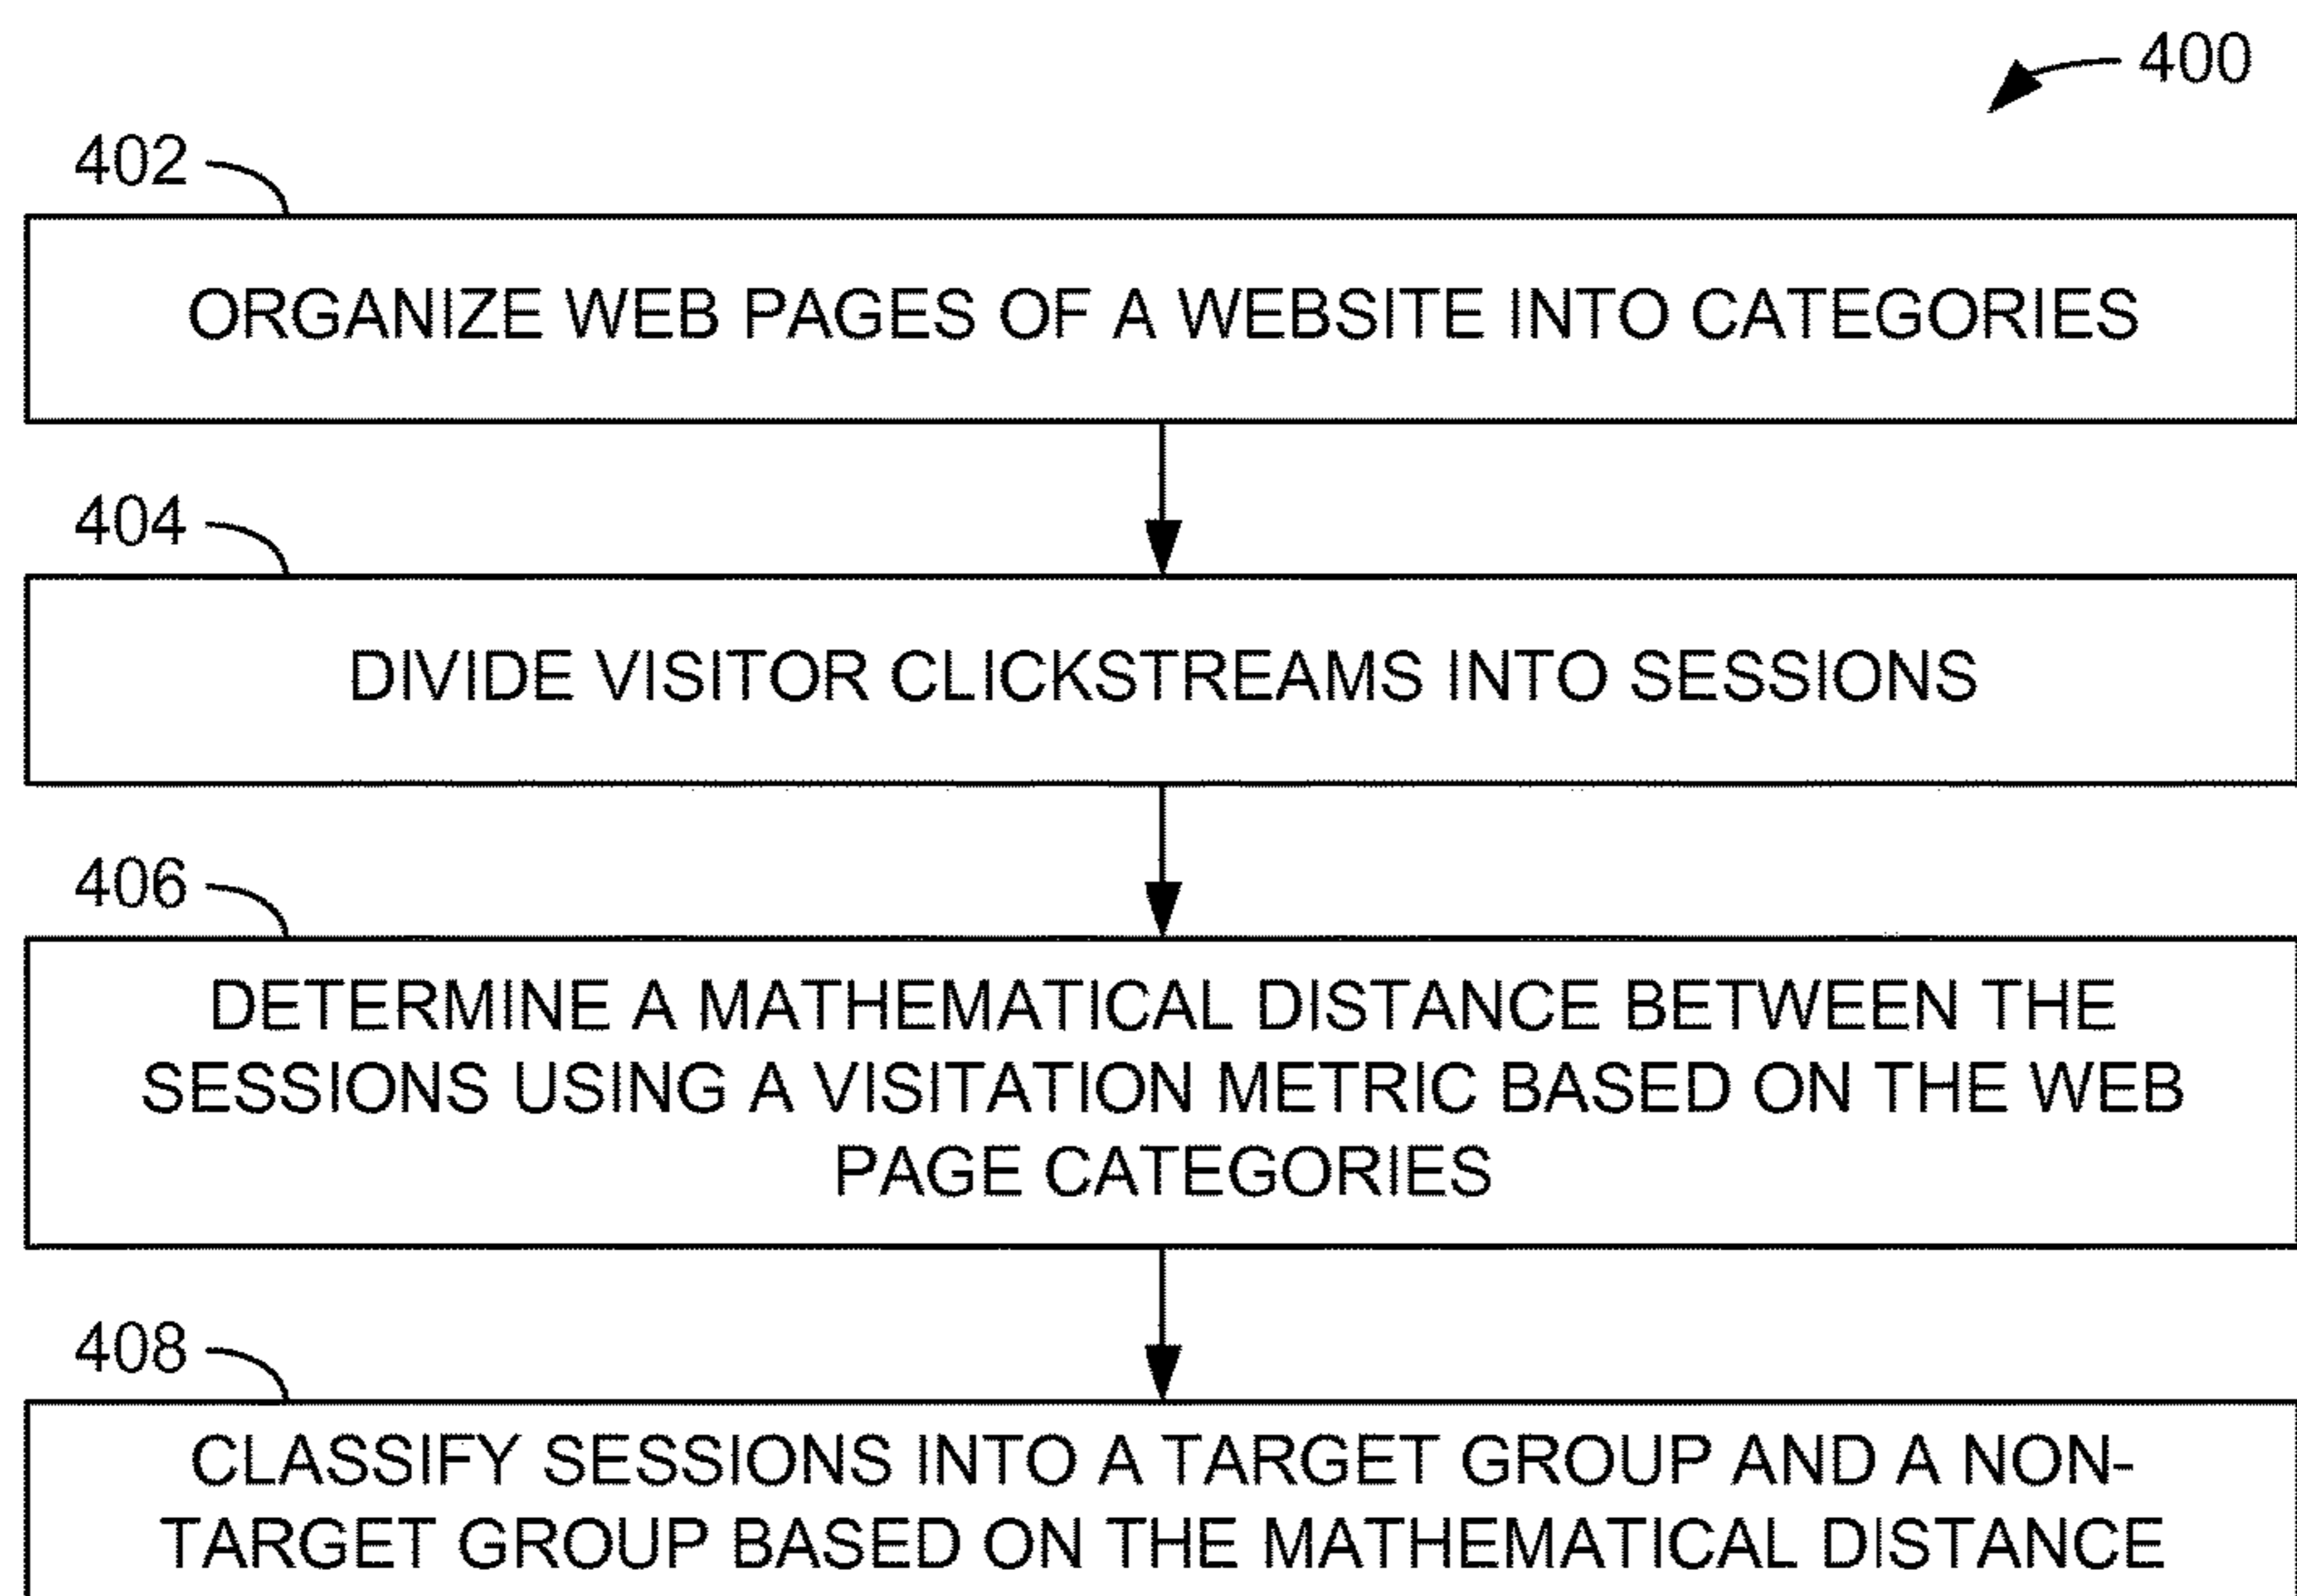 400
402
ORGANIZE WEB PAGES OF A WEBSITE INTO CATEGORIES
404
DIVIDE VISITOR CLICKSTREAMS INTO SESSIONS
406
DETERMINE A MATHEMATICAL DISTANCE BETWEEN THE
SESSIONS USING A VISITATION METRIC BASED ON THE WEB
PAGE CATEGORIES
408
CLASSIFY SESSIONS INTO A TARGET GROUP AND A NON-
TARGET GROUP BASED ON THE MATHEMATICAL DISTANCE